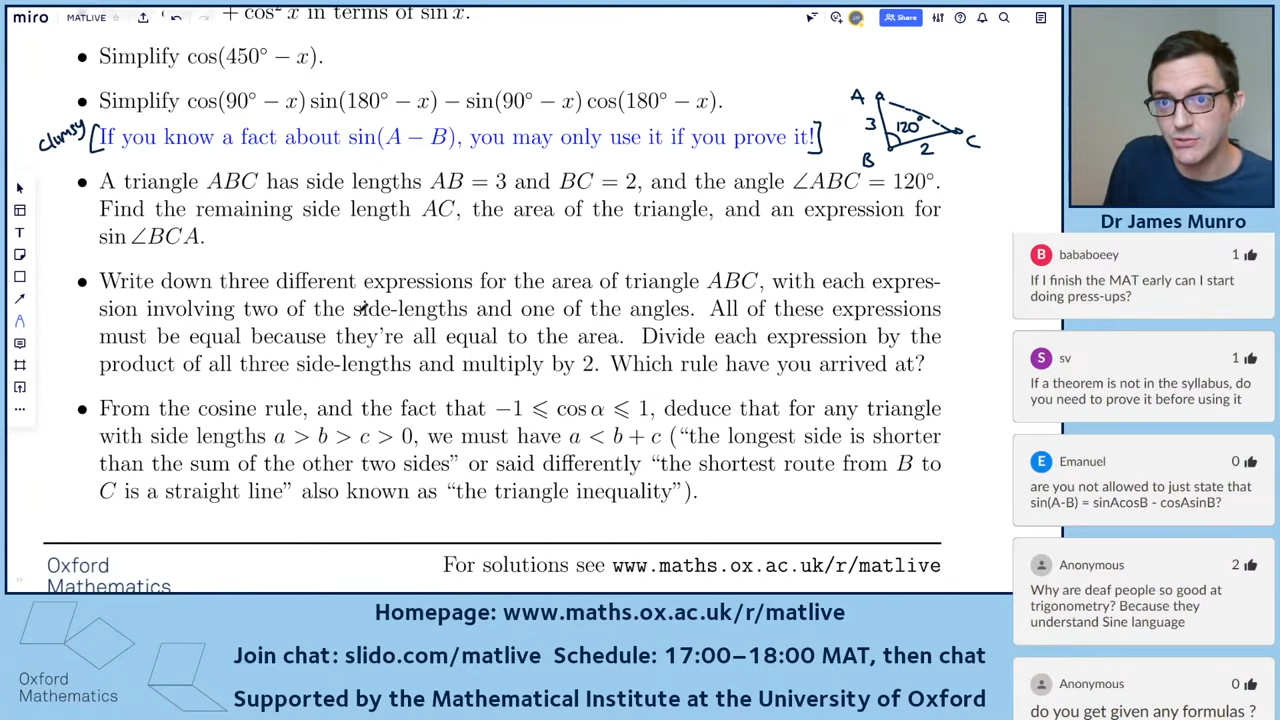 miro MATLIVE Share
+ cos² x in terms of sin x.
• Simplify cos(450° − x).
• Simplify cos(90° − x) sin(180° − x) − sin(90° − x) cos(180° − x).
clumsy [If you know a fact about sin(A − B), you may only use it if you prove it!]
A
3 120°
B 2 C
• A triangle ABC has side lengths AB = 3 and BC = 2, and the angle ∠ABC = 120°.
Find the remaining side length AC, the area of the triangle, and an expression for
sin ∠BCA.
• Write down three different expressions for the area of triangle ABC, with each expres-
sion involving two of the side-lengths and one of the angles. All of these expressions
must be equal because they're all equal to the area. Divide each expression by the
product of all three side-lengths and multiply by 2. Which rule have you arrived at?
• From the cosine rule, and the fact that −1 ⩽ cos α ⩽ 1, deduce that for any triangle
with side lengths a > b > c > 0, we must have a < b + c (“the longest side is shorter
than the sum of the other two sides” or said differently “the shortest route from B to
C is a straight line” also known as “the triangle inequality”).
Oxford
Mathematics
For solutions see www.maths.ox.ac.uk/r/matlive
Dr James Munro
B bababoeey 1
If I finish the MAT early can I start
doing press-ups?
S sv 1
If a theorem is not in the syllabus, do
you need to prove it before using it
E Emanuel 0
are you not allowed to just state that
sin(A-B) = sinAcosB - cosAsinB?
Anonymous 2
Why are deaf people so good at
trigonometry? Because they
understand Sine language
Anonymous 0
do you get given any formulas ?
Oxford
Mathematics
Homepage: www.maths.ox.ac.uk/r/matlive
Join chat: slido.com/matlive Schedule: 17:00–18:00 MAT, then chat
Supported by the Mathematical Institute at the University of Oxford